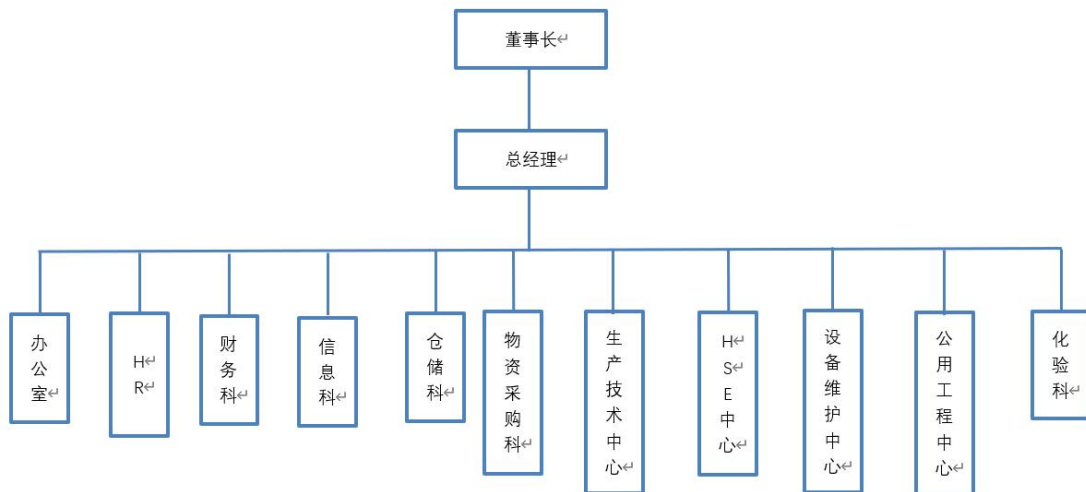 董事长
总经理
办公室
HR
财务科
信息科
仓储科
物资采购科
生产技术中心
HSE中心
设备维护中心
公用工程中心
化验科